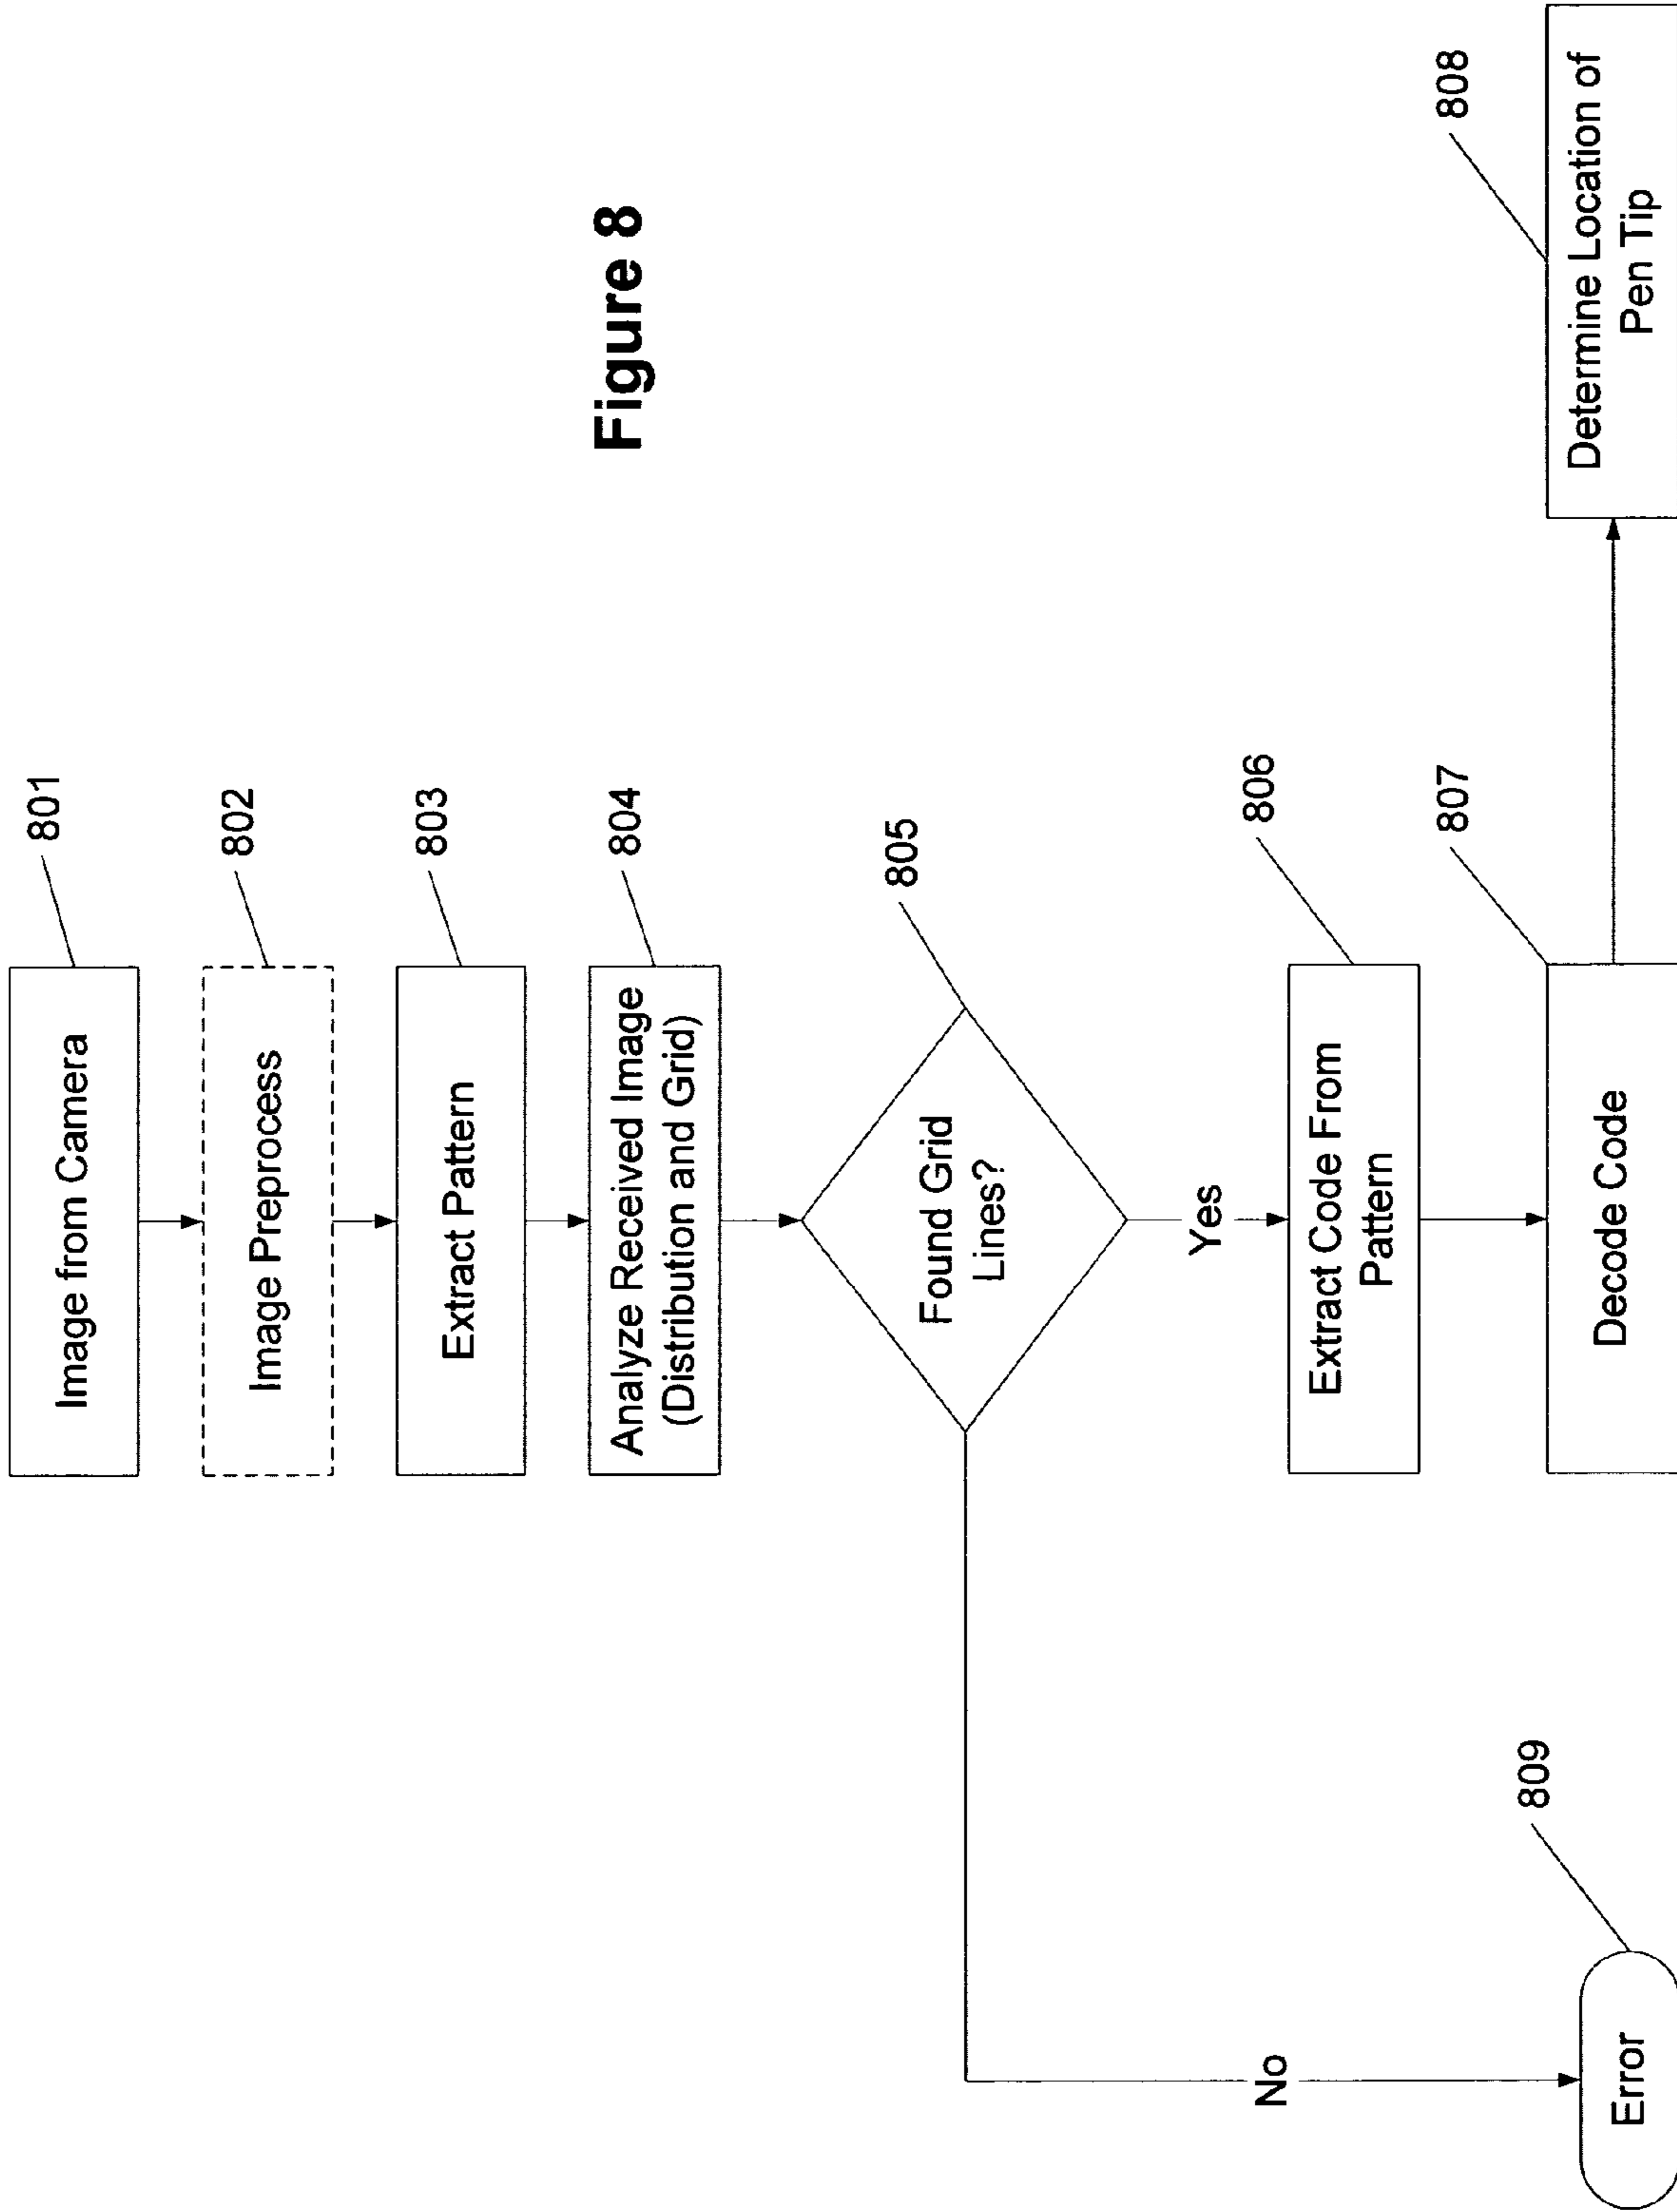 Image from Camera
801
Image Preprocess
802
Extract Pattern
803
Analyze Received Image
(Distribution and Grid)
804
Found Grid
Lines?
805
Yes
No
Extract Code From
Pattern
806
Decode Code
807
Determine Location of
Pen Tip
808
Error
809
Figure 8